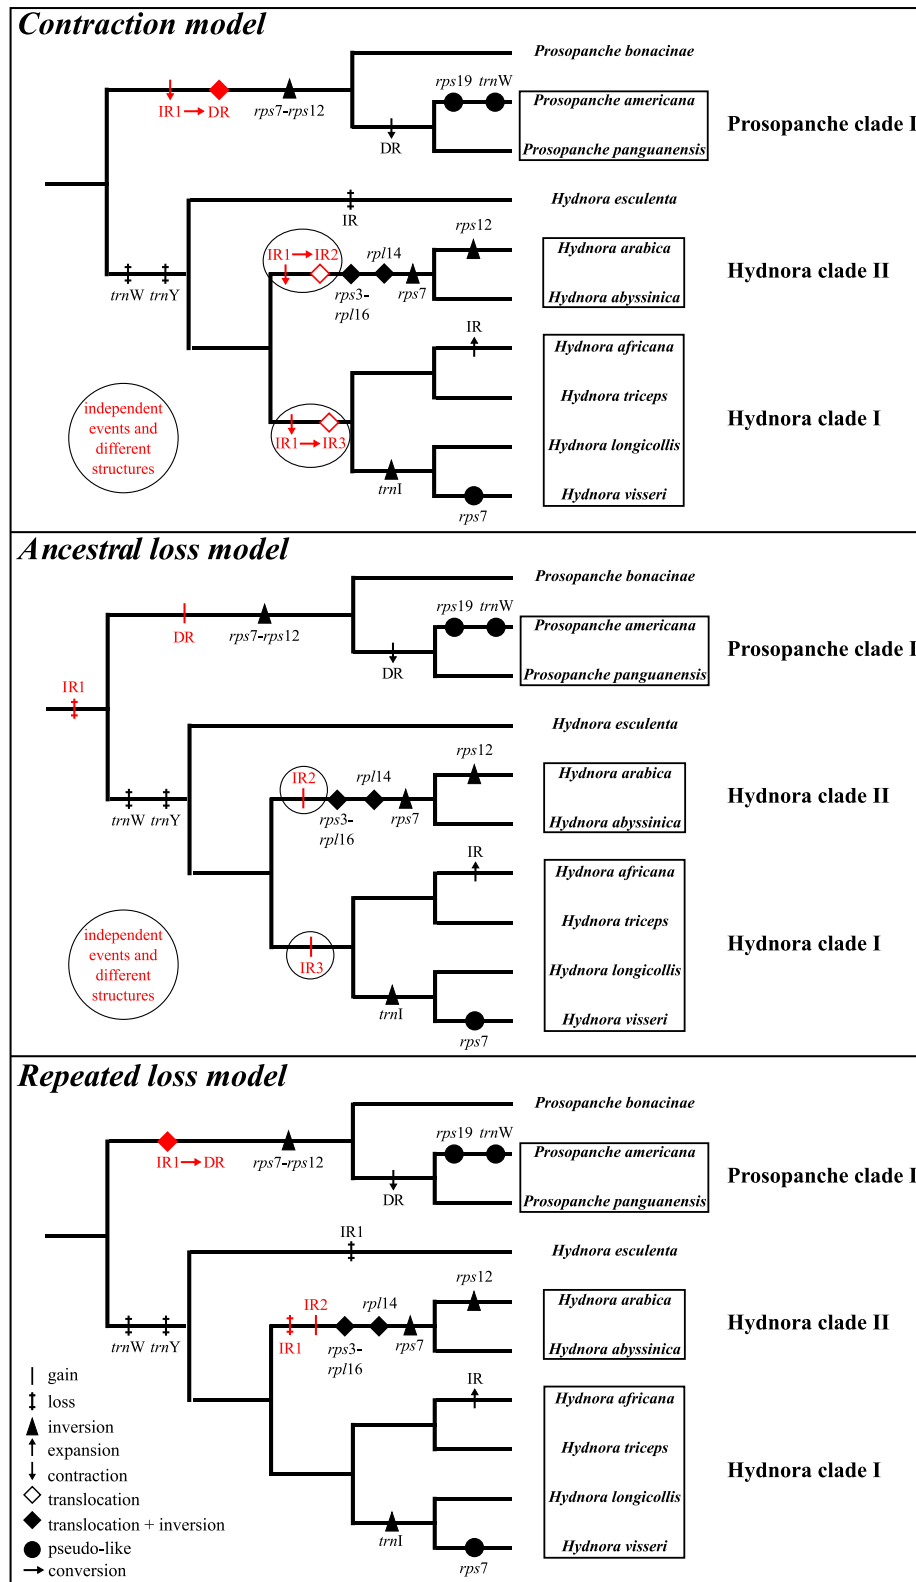 Contraction model
Prosopanche bonacinae
rps19 trnW
IR1 → DR rps7-rps12
Prosopanche americana
DR
Prosopanche panguanensis
Prosopanche clade I
Hydnora esculenta
IR
rps12
IR1 → IR2 rpl14
Hydnora arabica
trnW trnY
rps3-
rpl16
rps7
Hydnora abyssinica
Hydnora clade II
IR
Hydnora africana
independent
events and
different
structures
Hydnora triceps
Hydnora clade I
IR1 → IR3
Hydnora longicollis
trnI
Hydnora visseri
rps7
Ancestral loss model
Prosopanche bonacinae
rps19 trnW
DR rps7-rps12
Prosopanche americana
DR
Prosopanche panguanensis
Prosopanche clade I
IR1
Hydnora esculenta
rps12
IR2 rpl14
Hydnora arabica
trnW trnY
rps3-
rpl16
rps7
Hydnora abyssinica
Hydnora clade II
IR
Hydnora africana
independent
events and
different
structures
Hydnora triceps
Hydnora clade I
IR3
Hydnora longicollis
trnI
Hydnora visseri
rps7
Repeated loss model
Prosopanche bonacinae
rps19 trnW
IR1 → DR rps7-rps12
Prosopanche americana
DR
Prosopanche panguanensis
Prosopanche clade I
IR1
Hydnora esculenta
rps12
IR2 rpl14
Hydnora arabica
trnW trnY
IR1
rps3-
rpl16
rps7
Hydnora abyssinica
Hydnora clade II
IR
Hydnora africana
Hydnora triceps
Hydnora clade I
Hydnora longicollis
trnI
Hydnora visseri
rps7
gain
loss
inversion
expansion
contraction
translocation
translocation + inversion
pseudo-like
conversion